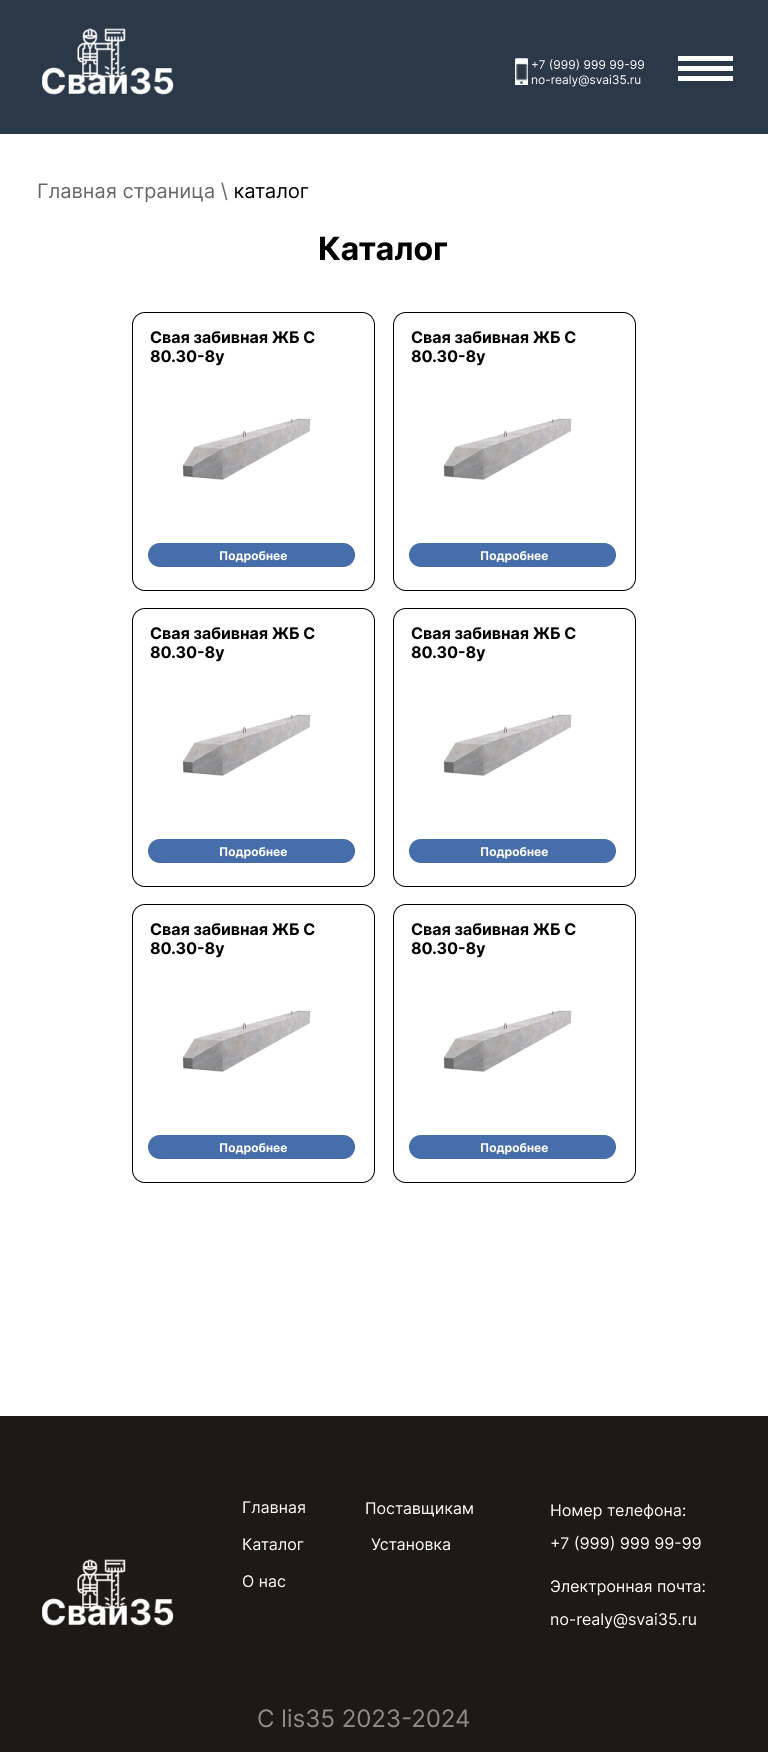 Сваи35
+7 (999) 999 99-99
no-realy@svai35.ru
Главная страница \ каталог
Каталог
Свая забивная ЖБ С
80.30-8у
Подробнее
Свая забивная ЖБ С
80.30-8у
Подробнее
Свая забивная ЖБ С
80.30-8у
Подробнее
Свая забивная ЖБ С
80.30-8у
Подробнее
Свая забивная ЖБ С
80.30-8у
Подробнее
Свая забивная ЖБ С
80.30-8у
Подробнее
Сваи35
Главная
Каталог
О нас
Поставщикам
Установка
Номер телефона:
+7 (999) 999 99-99
Электронная почта:
no-realy@svai35.ru
C lis35 2023-2024